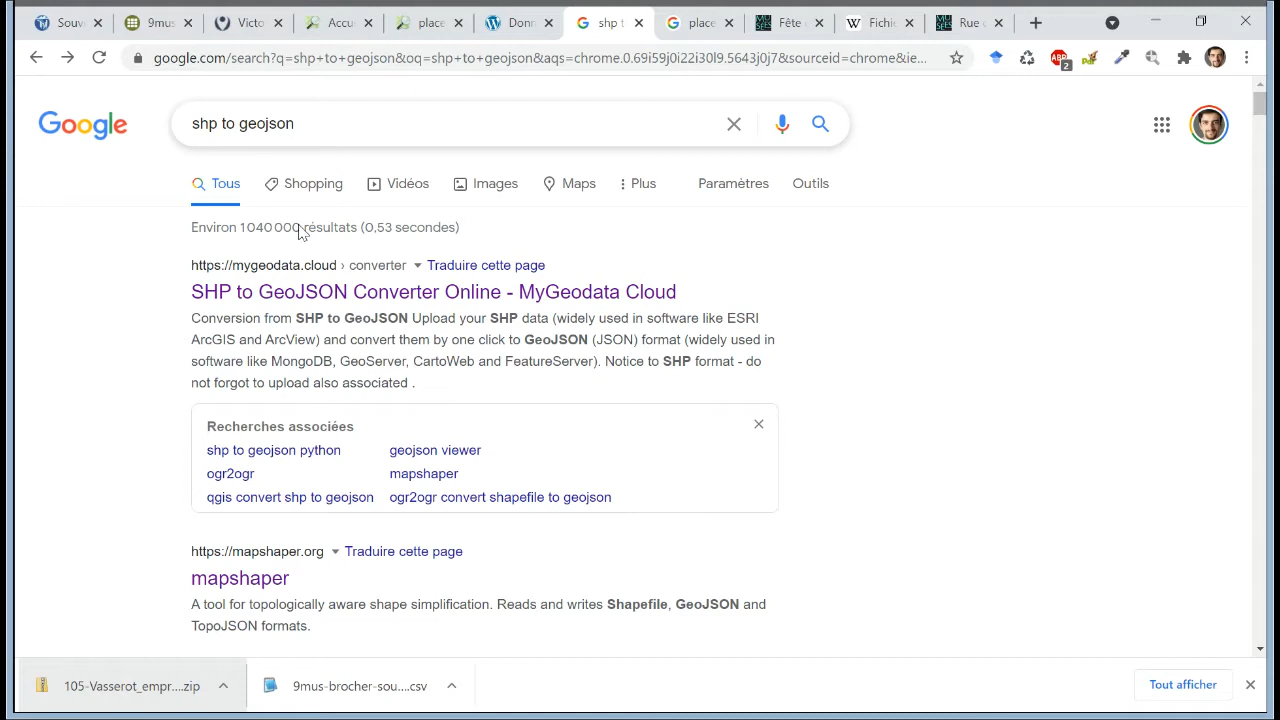 Souv
9mus
Victo
Accu
place
Donn
shp t
place
Fête
Fichi
Rue
google.com/search?q=shp+to+geojson&oq=shp+to+geojson&aqs=chrome.0.69i59j0i22i30l9.5643j0j7&sourceid=chrome&ie...
ABP
2
Google
shp to geojson
Tous
Shopping
Vidéos
Images
Maps
Plus
Paramètres
Outils
Environ 1 040 000 résultats (0,53 secondes)
https://mygeodata.cloud › converter ▼ Traduire cette page
SHP to GeoJSON Converter Online - MyGeodata Cloud
Conversion from SHP to GeoJSON Upload your SHP data (widely used in software like ESRI
ArcGIS and ArcView) and convert them by one click to GeoJSON (JSON) format (widely used in
software like MongoDB, GeoServer, CartoWeb and FeatureServer). Notice to SHP format - do
not forgot to upload also associated .
Recherches associées
shp to geojson python
geojson viewer
ogr2ogr
mapshaper
qgis convert shp to geojson
ogr2ogr convert shapefile to geojson
https://mapshaper.org ▼ Traduire cette page
mapshaper
A tool for topologically aware shape simplification. Reads and writes Shapefile, GeoJSON and
TopoJSON formats.
105-Vasserot_empr....zip
9mus-brocher-sou....csv
Tout afficher